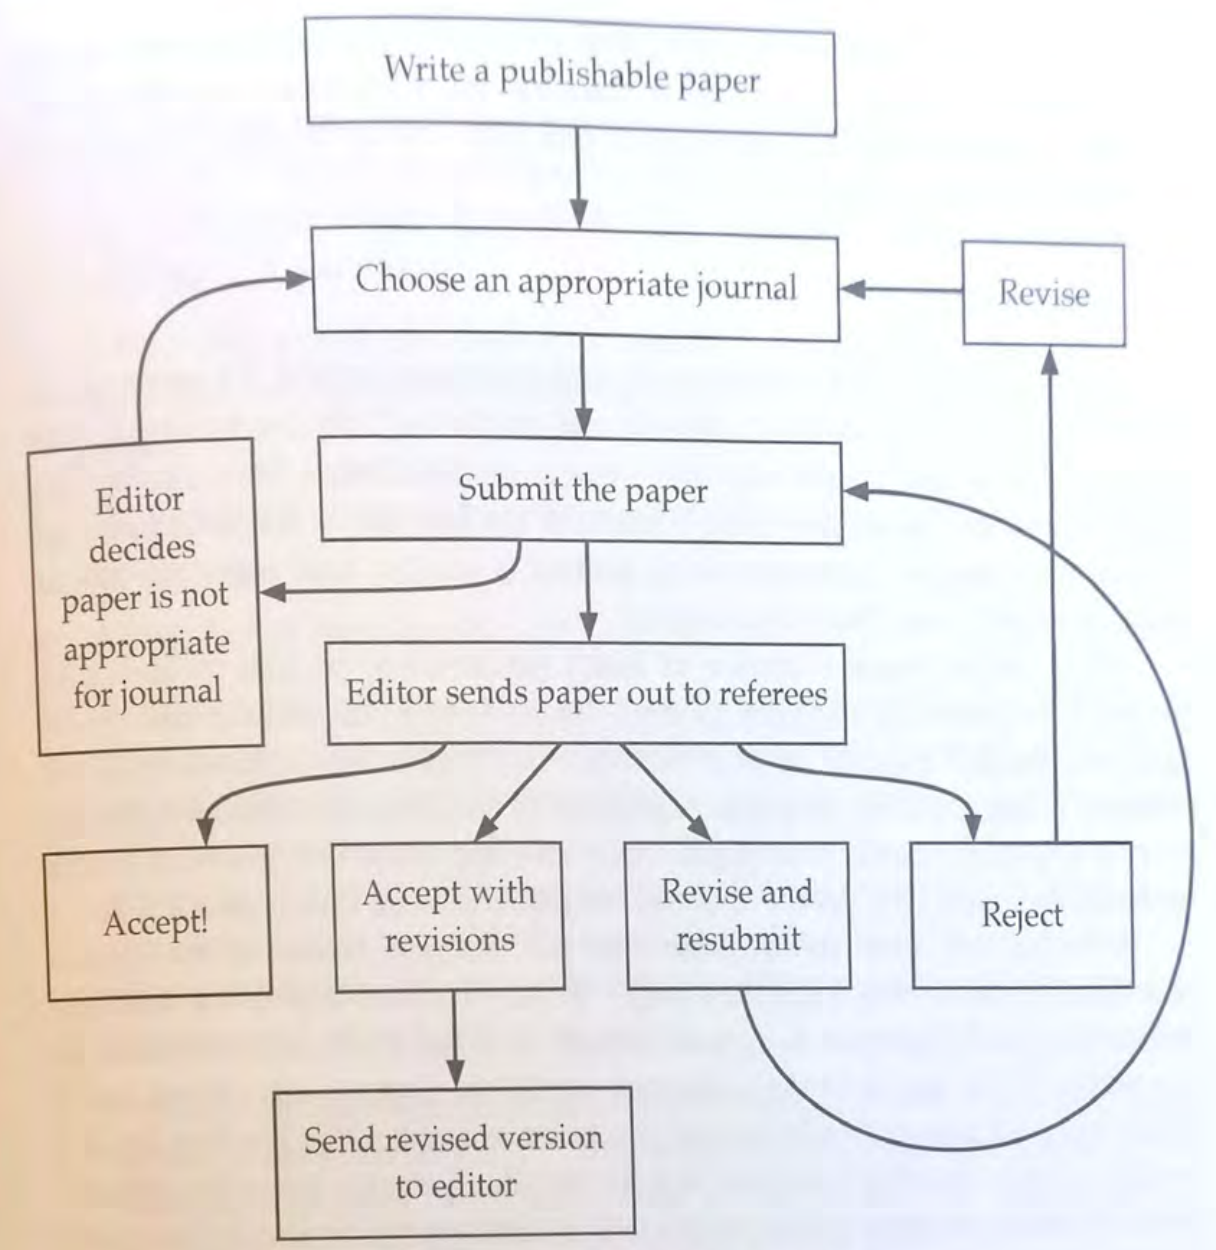 Write a publishable paper
Choose an appropriate journal
Revise
Submit the paper
Editor
decides
paper is not
appropriate
for journal
Editor sends paper out to referees
Accept!
Accept with
revisions
Revise and
resubmit
Reject
Send revised version
to editor